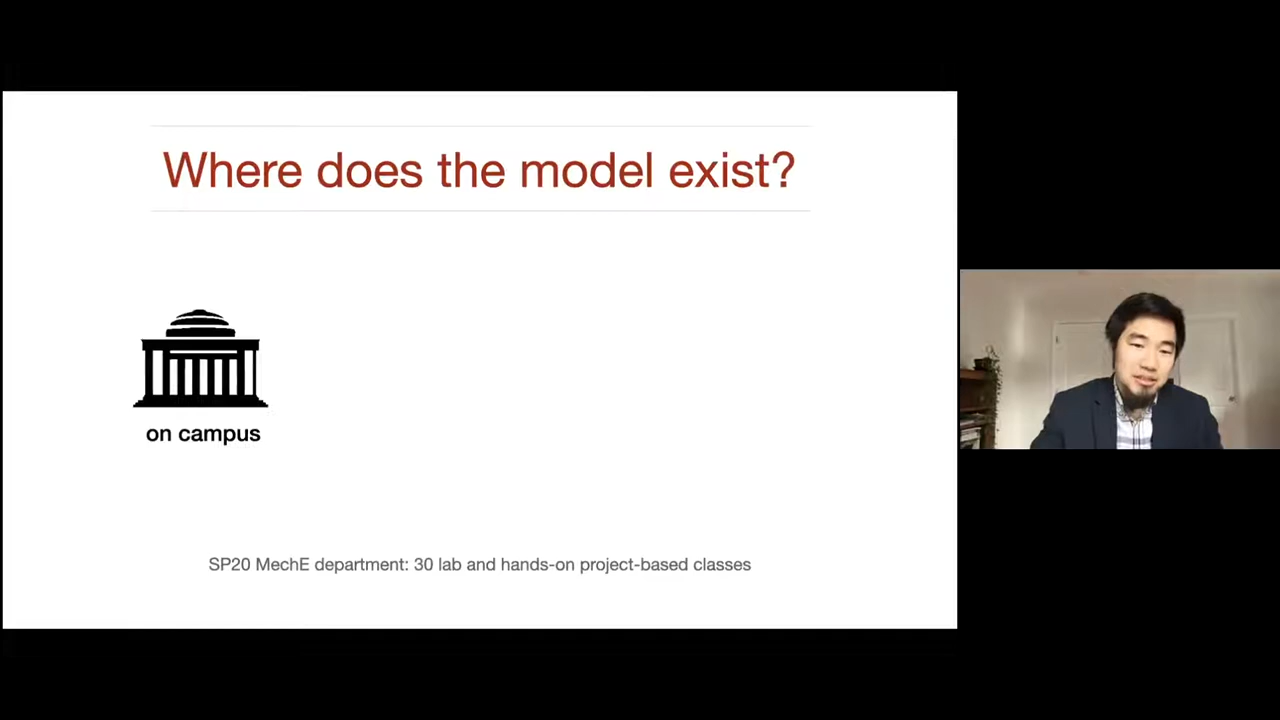 Where does the model exist?
on campus
SP20 MechE department: 30 lab and hands-on project-based classes